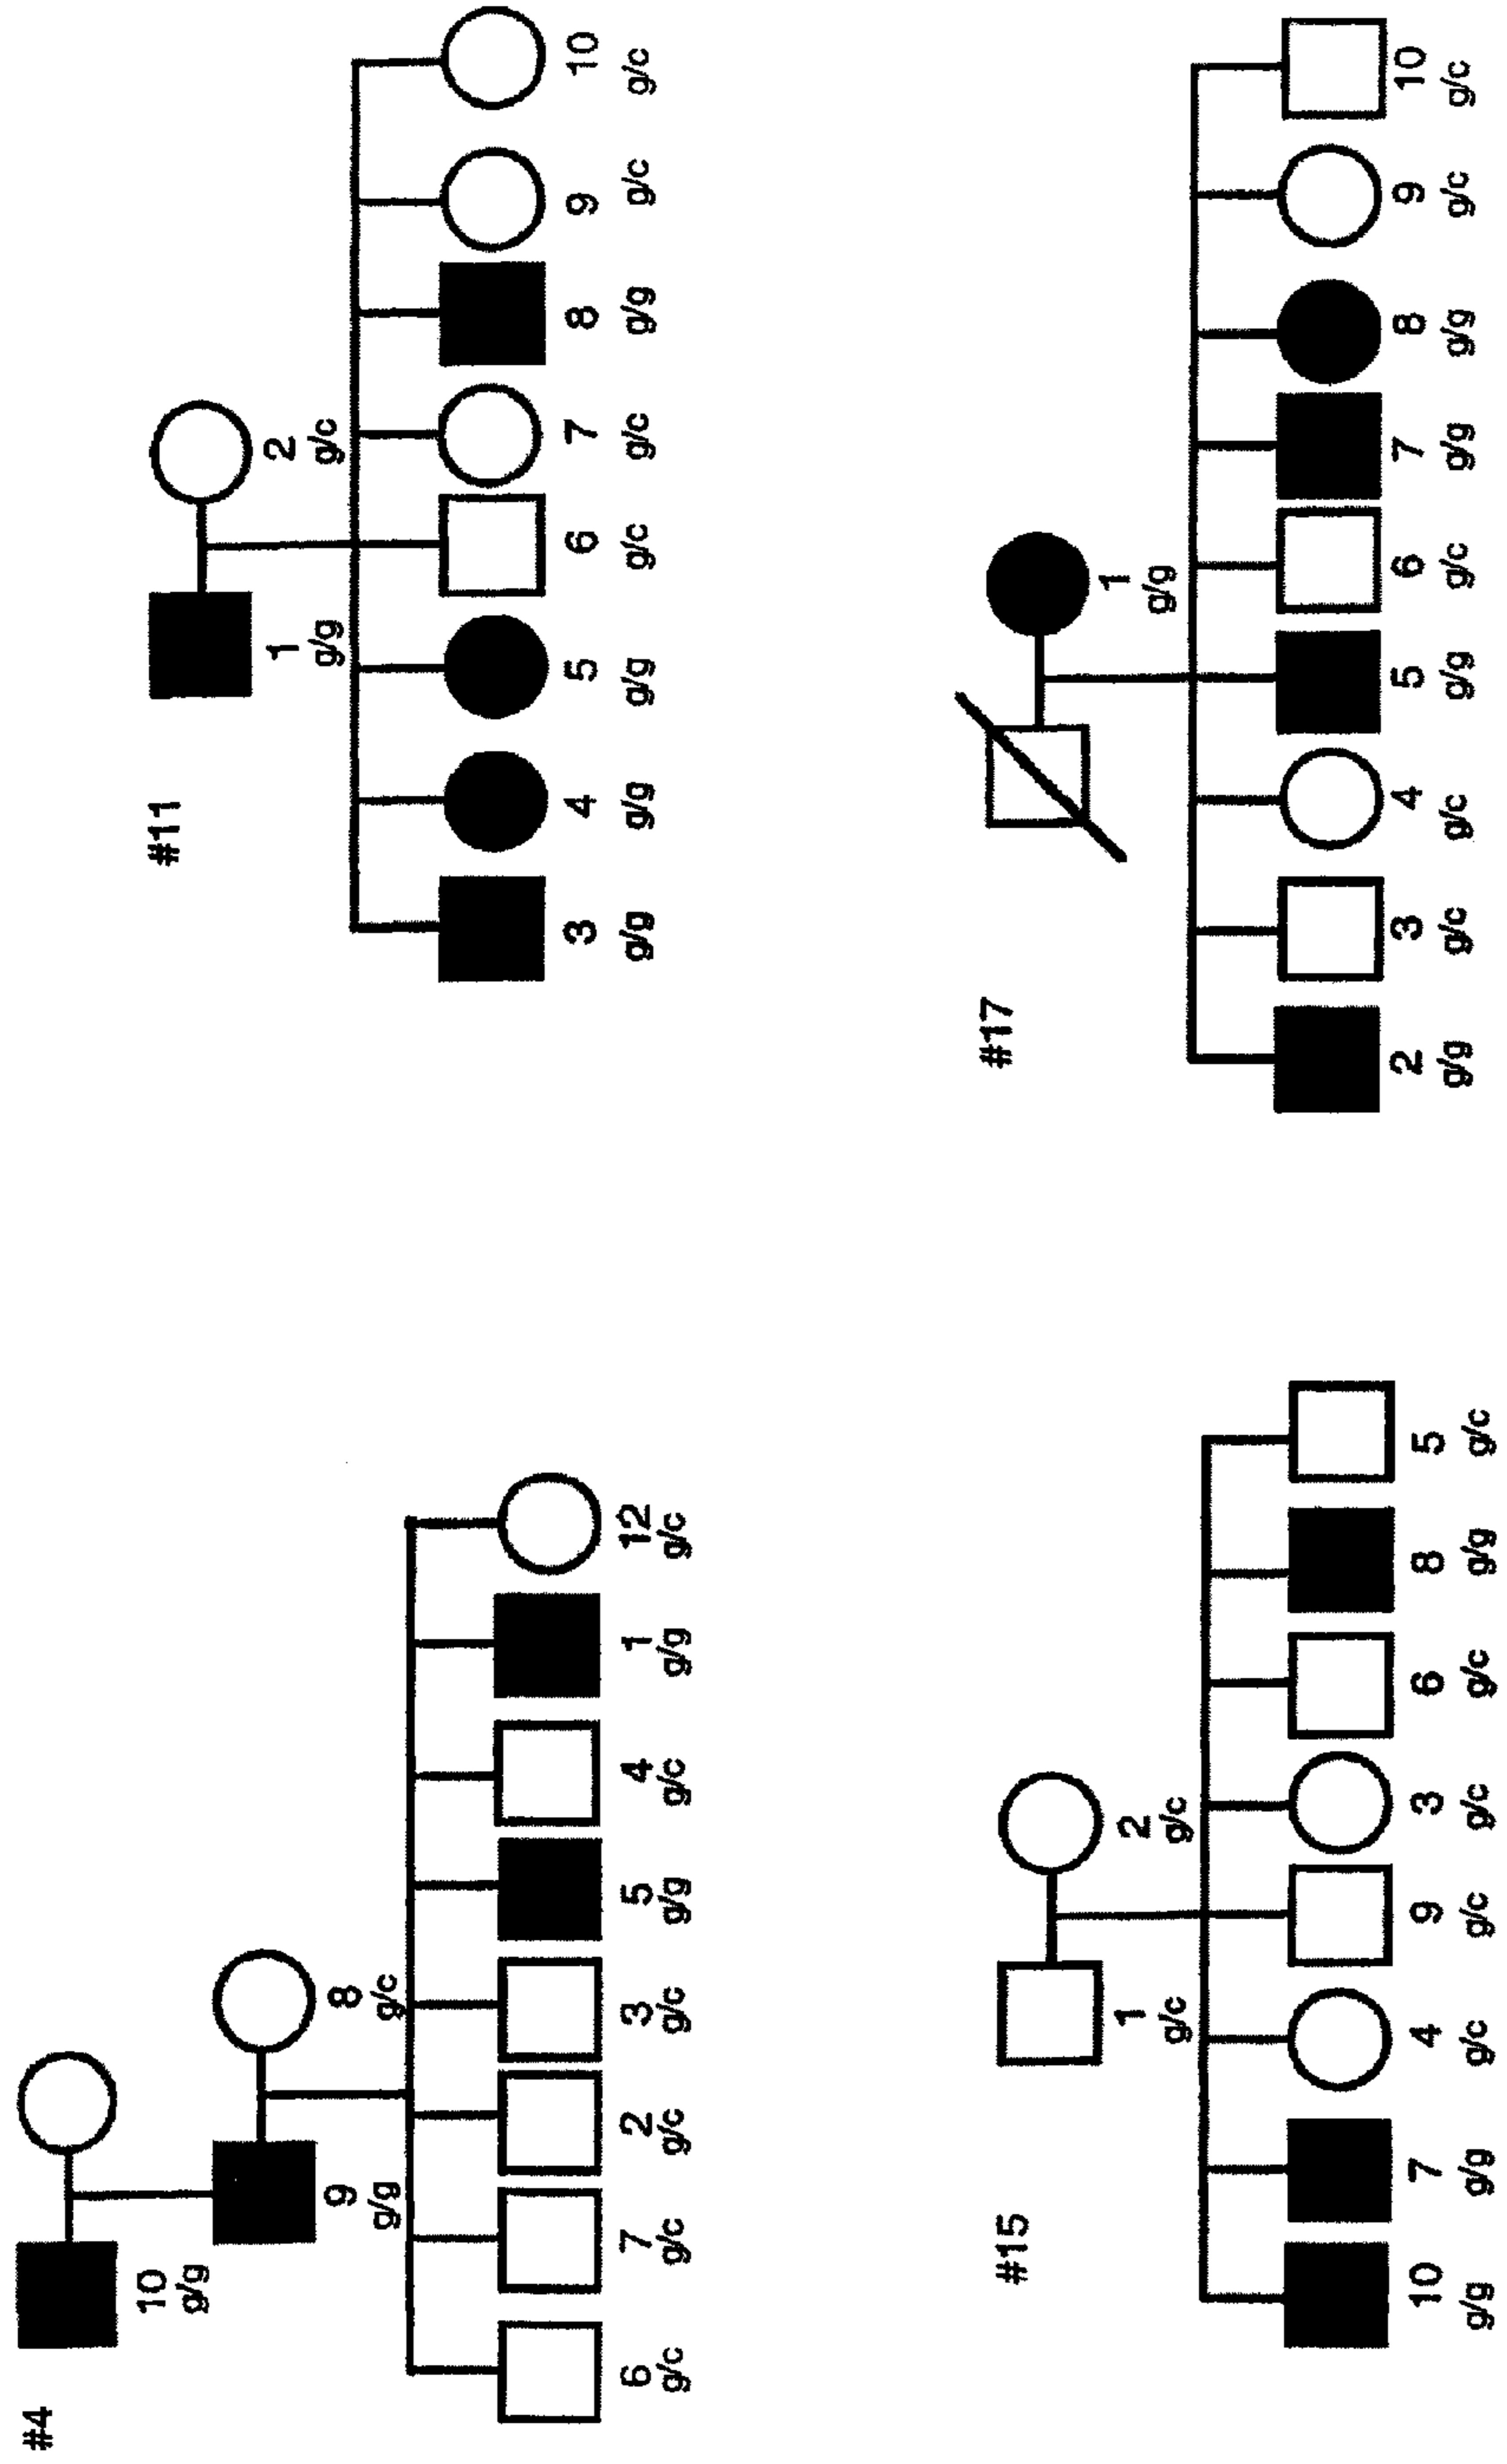 #4
10
g/g
9 8
g/g g/c
6 7 2 3 5 4 1 12
g/c g/c g/c g/c g/g g/c g/g g/c
#11
1 2
g/g g/c
3 4 5 6 7 8 9 10
g/g g/g g/g g/c g/c g/g g/c g/c
#15
1 2
g/c g/c
10 7 4 9 3 6 8 5
g/g g/g g/c g/c g/c g/c g/g g/c
#17
1
g/g
2 3 4 5 6 7 8 9 10
g/g g/c g/c g/g g/c g/g g/g g/c g/c